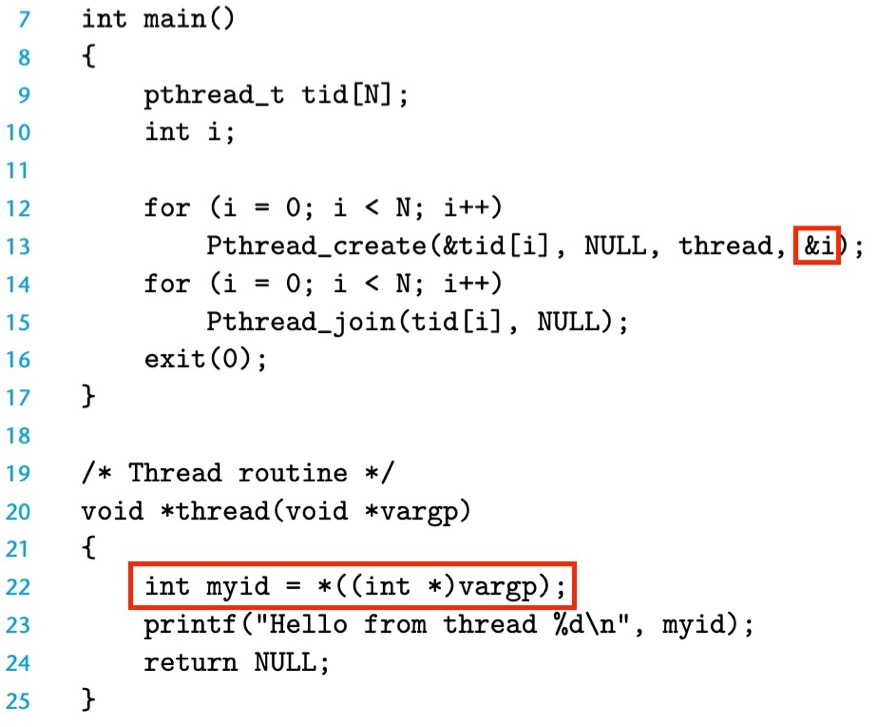 7 int main()
8 {
9 pthread_t tid[N];
10 int i;
11
12 for (i = 0; i < N; i++)
13 Pthread_create(&tid[i], NULL, thread, &i);
14 for (i = 0; i < N; i++)
15 Pthread_join(tid[i], NULL);
16 exit(0);
17 }
18
19 /* Thread routine */
20 void *thread(void *vargp)
21 {
22 int myid = *((int *)vargp);
23 printf("Hello from thread %d\n", myid);
24 return NULL;
25 }